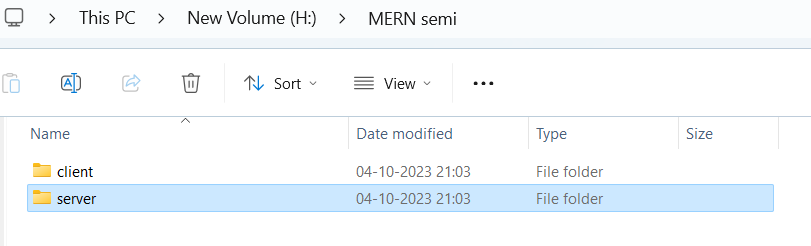 This PC > New Volume (H:) > MERN semi
Sort View ...
Name Date modified Type Size
client 04-10-2023 21:03 File folder
server 04-10-2023 21:03 File folder